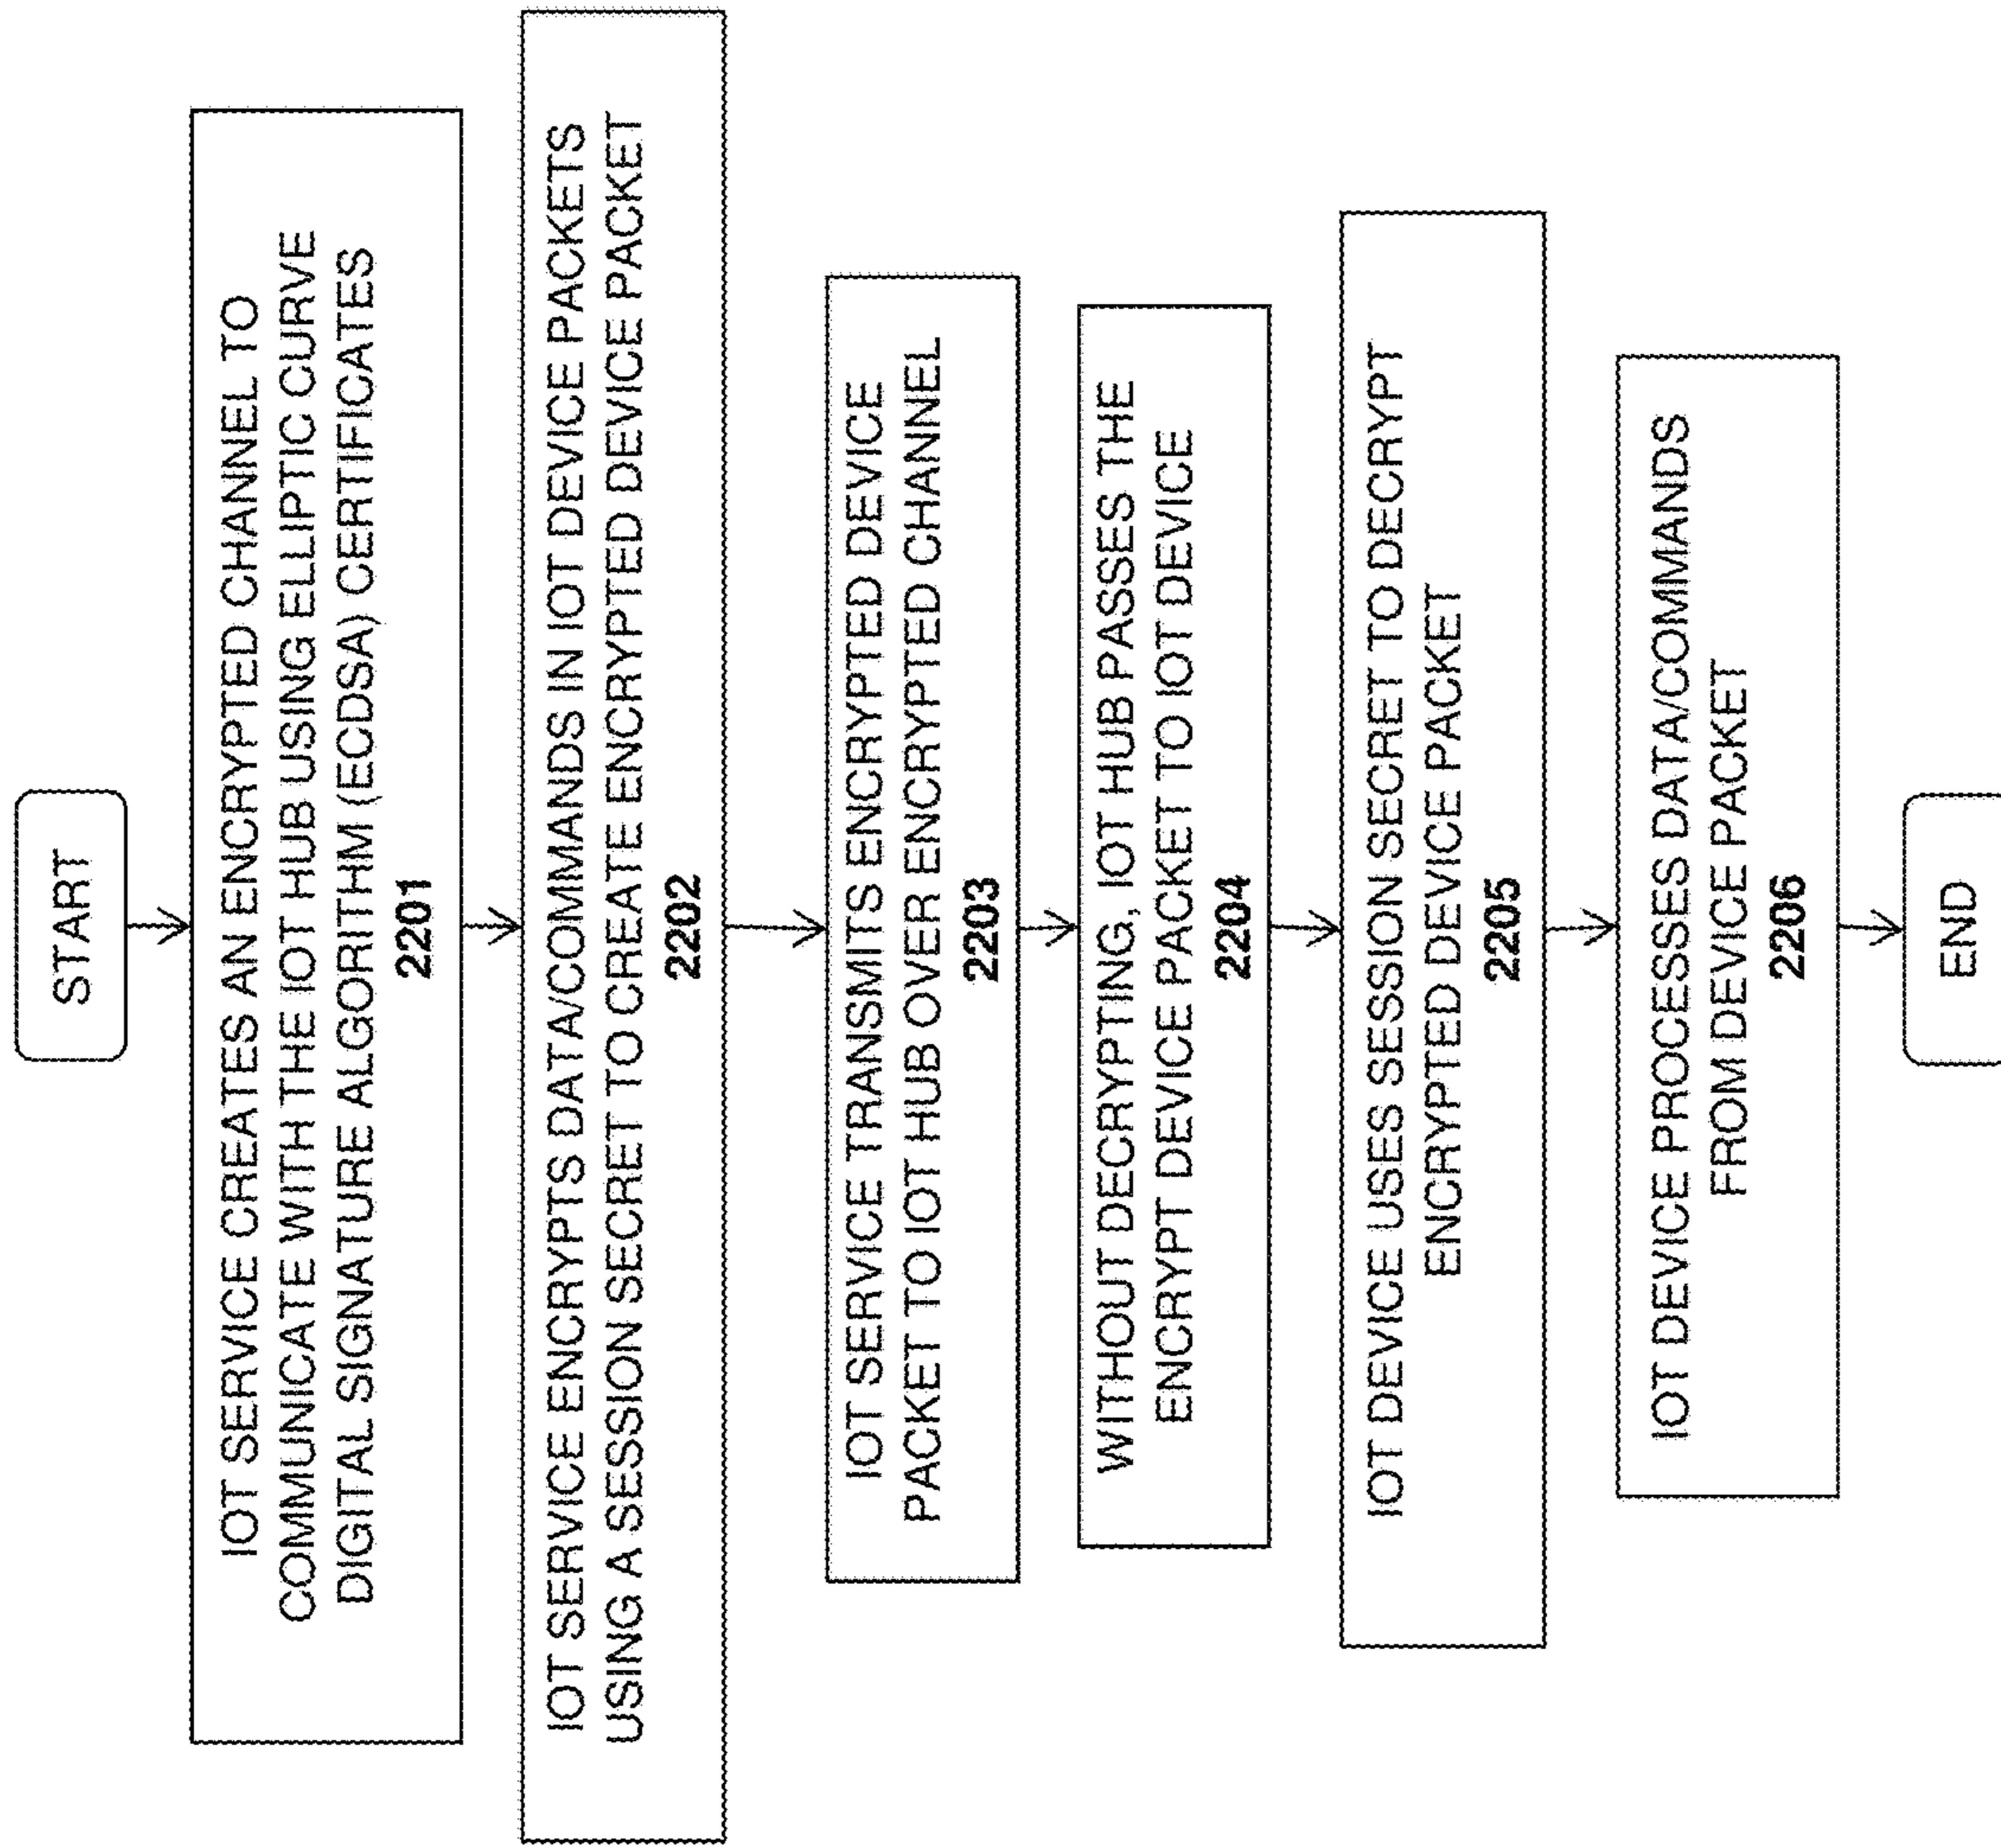 START
IOT SERVICE CREATES AN ENCRYPTED CHANNEL TO
COMMUNICATE WITH THE IOT HUB USING ELLIPTIC CURVE
DIGITAL SIGNATURE ALGORITHM (ECDSA) CERTIFICATES
2201
IOT SERVICE ENCRYPTS DATA/COMMANDS IN IOT DEVICE PACKETS
USING A SESSION SECRET TO CREATE ENCRYPTED DEVICE PACKET
2202
IOT SERVICE TRANSMITS ENCRYPTED DEVICE
PACKET TO IOT HUB OVER ENCRYPTED CHANNEL
2203
WITHOUT DECRYPTING, IOT HUB PASSES THE
ENCRYPT DEVICE PACKET TO IOT DEVICE
2204
IOT DEVICE USES SESSION SECRET TO DECRYPT
ENCRYPTED DEVICE PACKET
2205
IOT DEVICE PROCESSES DATA/COMMANDS
FROM DEVICE PACKET
2206
END